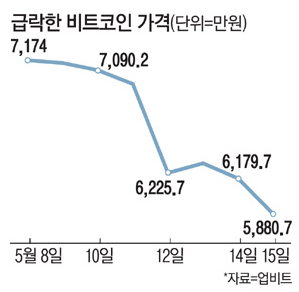 급락한 비트코인 가격(단위=만원)
7,174
7,090.2
6,225.7
6,179.7
5,880.7
5월 8일 10일 12일 14일 15일
*자료=업비트